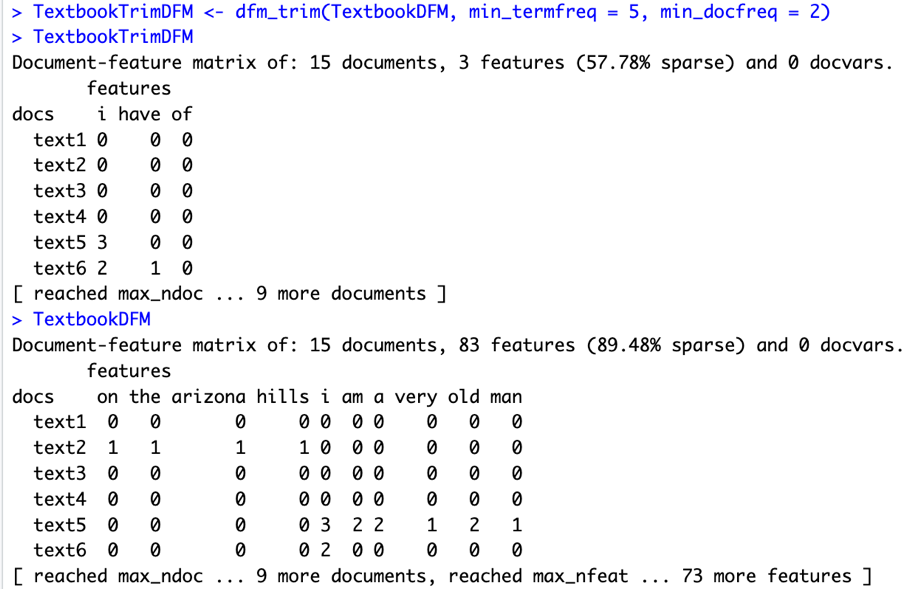 > TextbookTrimDFM <- dfm_trim(TextbookDFM, min_termfreq = 5, min_docfreq = 2)
> TextbookTrimDFM
Document-feature matrix of: 15 documents, 3 features (57.78% sparse) and 0 docvars.
       features
docs    i have of
  text1 0    0  0
  text2 0    0  0
  text3 0    0  0
  text4 0    0  0
  text5 3    0  0
  text6 2    1  0
[ reached max_ndoc ... 9 more documents ]
> TextbookDFM
Document-feature matrix of: 15 documents, 83 features (89.48% sparse) and 0 docvars.
       features
docs    on the arizona hills i am a very old man
  text1  0   0       0     0 0  0 0    0   0   0
  text2  1   1       1     1 0  0 0    0   0   0
  text3  0   0       0     0 0  0 0    0   0   0
  text4  0   0       0     0 0  0 0    0   0   0
  text5  0   0       0     0 3  2 2    1   2   1
  text6  0   0       0     0 2  0 0    0   0   0
[ reached max_ndoc ... 9 more documents, reached max_nfeat ... 73 more features ]